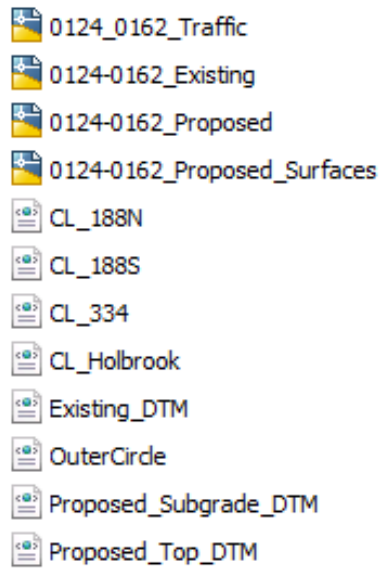 0124_0162_Traffic
0124-0162_Existing
0124-0162_Proposed
0124-0162_Proposed_Surfaces
CL_188N
CL_188S
CL_334
CL_Holbrook
Existing_DTM
OuterCircle
Proposed_Subgrade_DTM
Proposed_Top_DTM